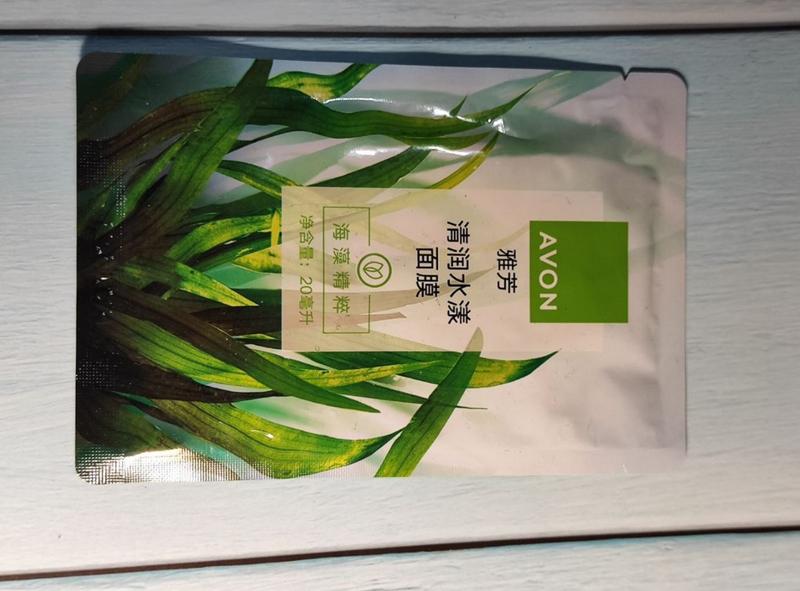 AVON
雅芳
清润水漾
面膜
海藻精粹
净含量：20毫升